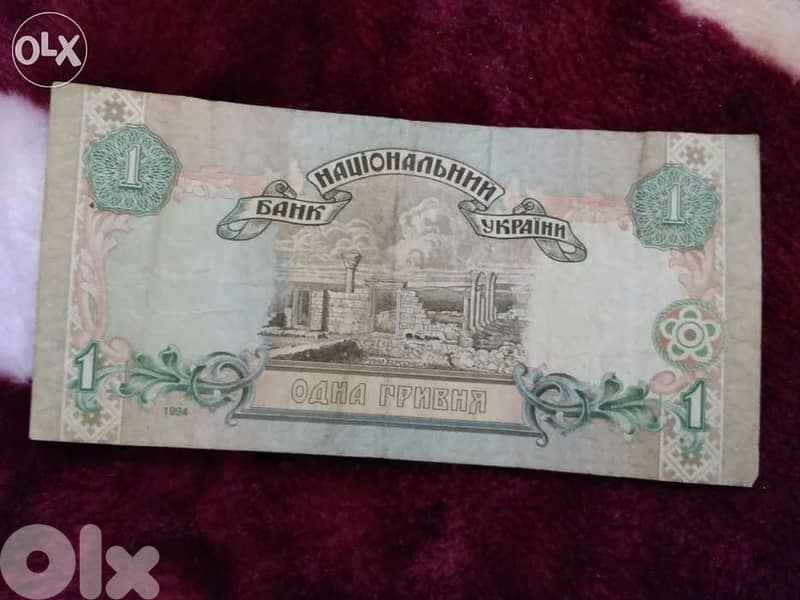 OLX
НАЦІОНАЛЬНИЙ
БАНК
УКРАЇНИ
1
1
ОДНА ГРИВНЯ
1
1994
1
Olx